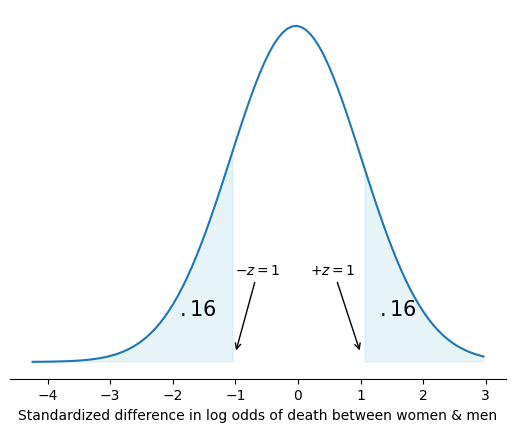 −z = 1
+z = 1
.16
.16
−4 −3 −2 −1 0 1 2 3
Standardized difference in log odds of death between women & men